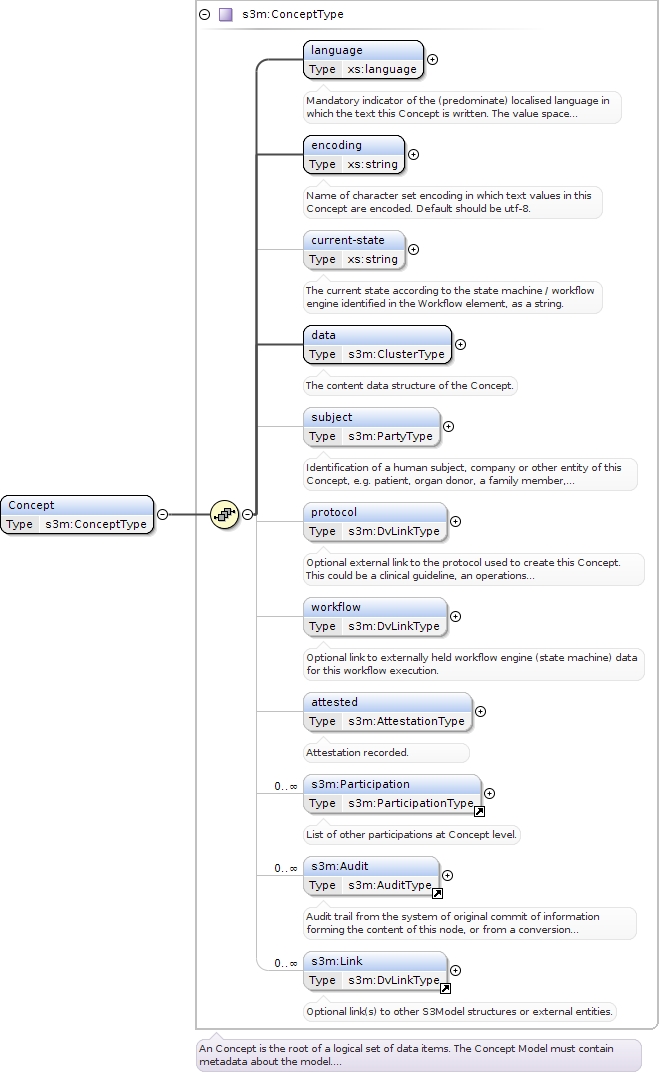 s3m:ConceptType
language
Type xs:language
Mandatory indicator of the (predominate) localised language in
which the text this Concept is written. The value space...
encoding
Type xs:string
Name of character set encoding in which text values in this
Concept are encoded. Default should be utf-8.
current-state
Type xs:string
The current state according to the state machine / workflow
engine identified in the Workflow element, as a string.
data
Type s3m:ClusterType
The content data structure of the Concept.
subject
Type s3m:PartyType
Identification of a human subject, company or other entity of this
Concept, e.g. patient, organ donor, a family member,...
Concept
Type s3m:ConceptType
protocol
Type s3m:DvLinkType
Optional external link to the protocol used to create this Concept.
This could be a clinical guideline, an operations...
workflow
Type s3m:DvLinkType
Optional link to externally held workflow engine (state machine) data
for this workflow execution.
attested
Type s3m:AttestationType
Attestation recorded.
0..∞ s3m:Participation
Type s3m:ParticipationType
List of other participations at Concept level.
0..∞ s3m:Audit
Type s3m:AuditType
Audit trail from the system of original commit of information
forming the content of this node, or from a conversion...
0..∞ s3m:Link
Type s3m:DvLinkType
Optional link(s) to other S3Model structures or external entities.
An Concept is the root of a logical set of data items. The Concept Model must contain
metadata about the model....